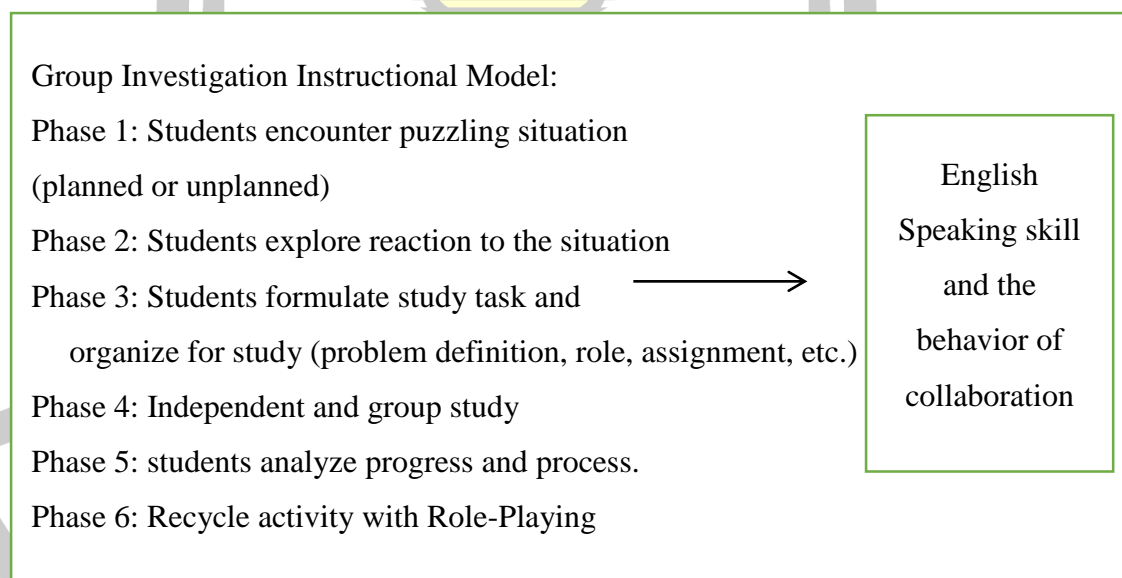 Group Investigation Instructional Model:
Phase 1: Students encounter puzzling situation
(planned or unplanned)
Phase 2: Students explore reaction to the situation
Phase 3: Students formulate study task and
organize for study (problem definition, role, assignment, etc.)
Phase 4: Independent and group study
Phase 5: students analyze progress and process.
Phase 6: Recycle activity with Role-Playing
English
Speaking skill
and the
behavior of
collaboration